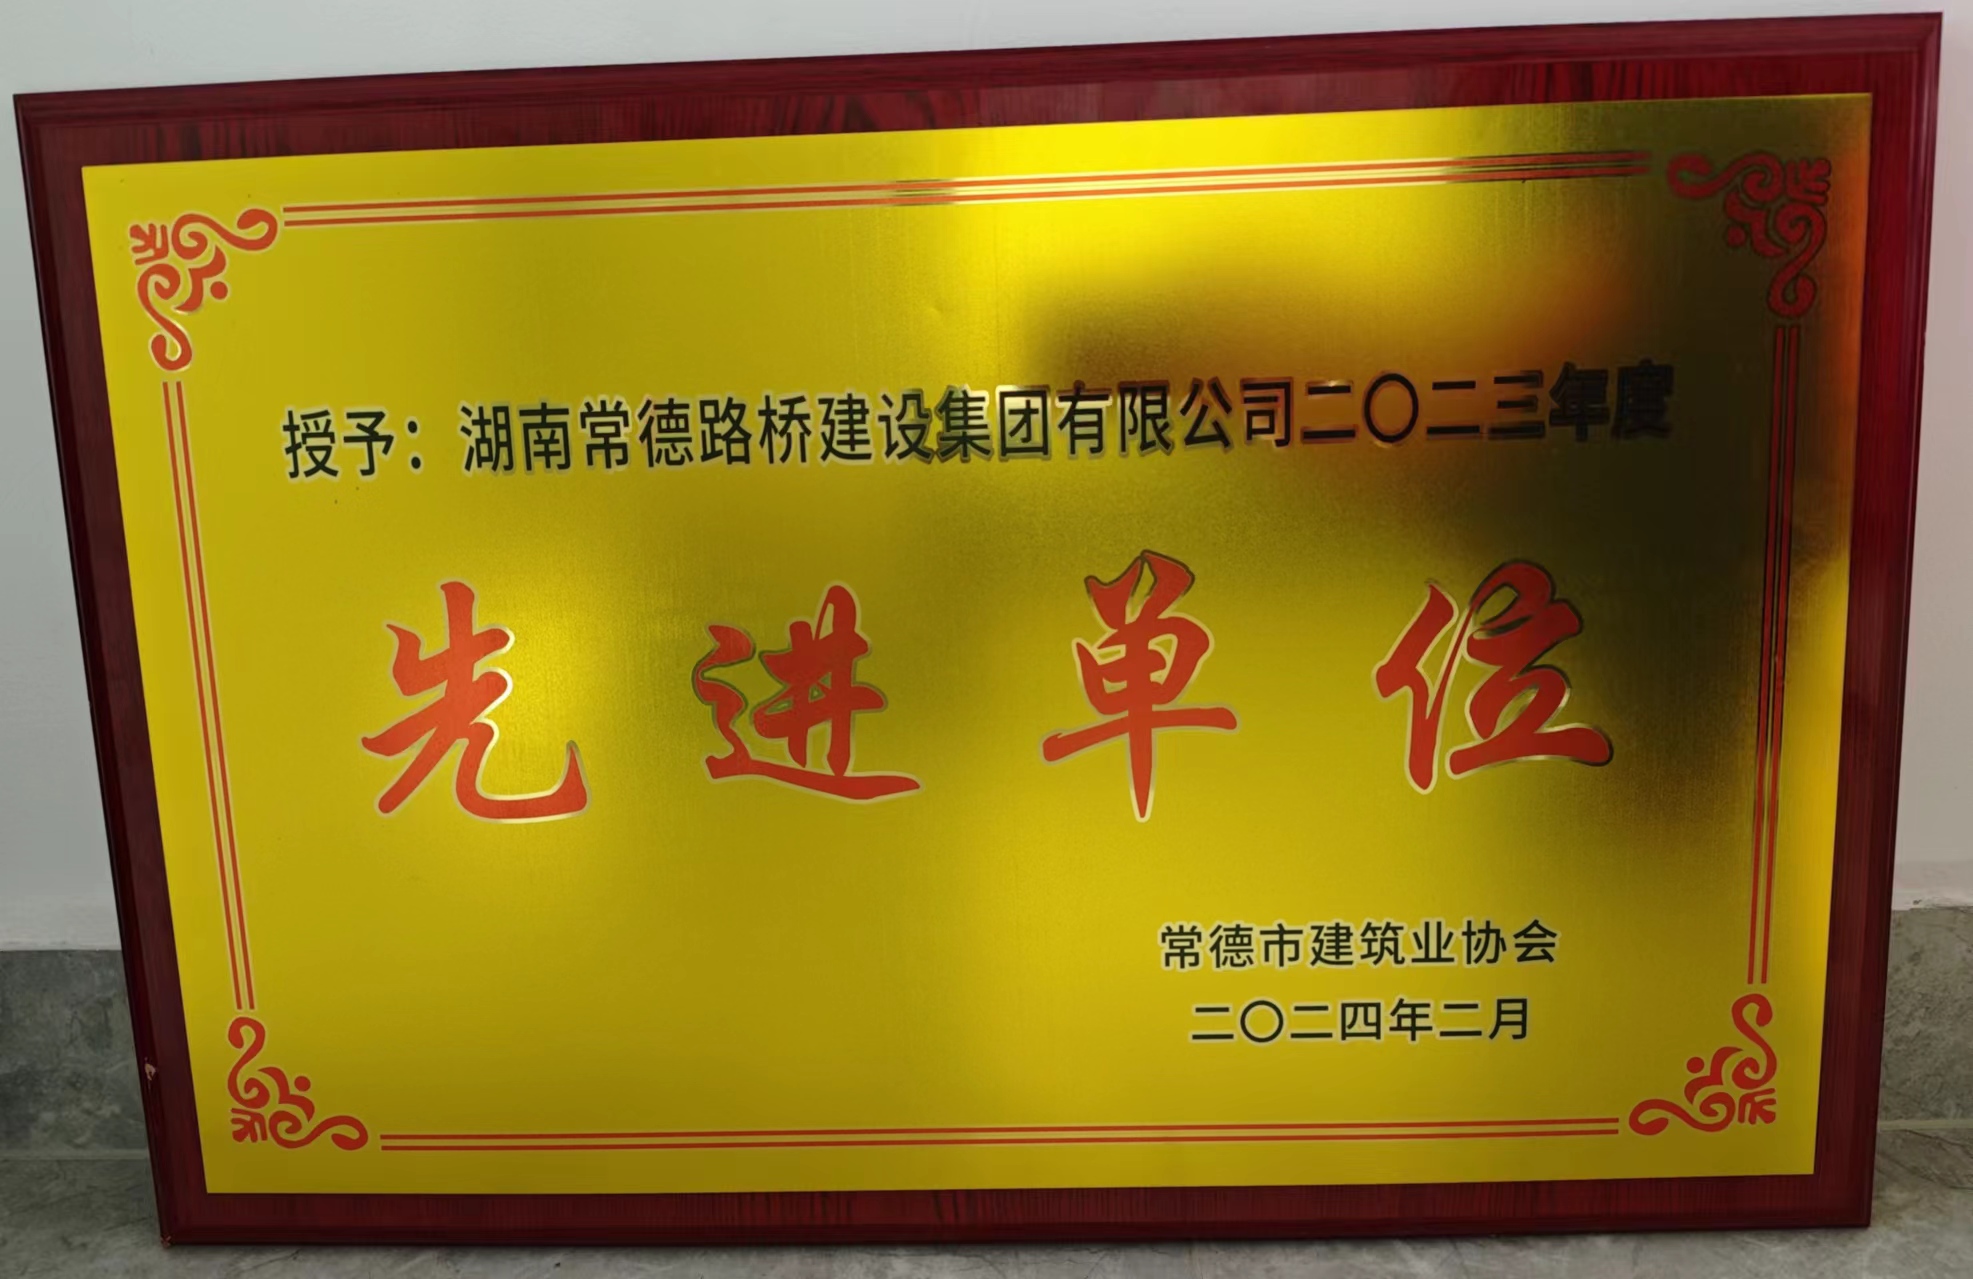 授予：湖南常德路桥建设集团有限公司二〇二三年度
先进单位
常德市建筑业协会
二〇二四年二月